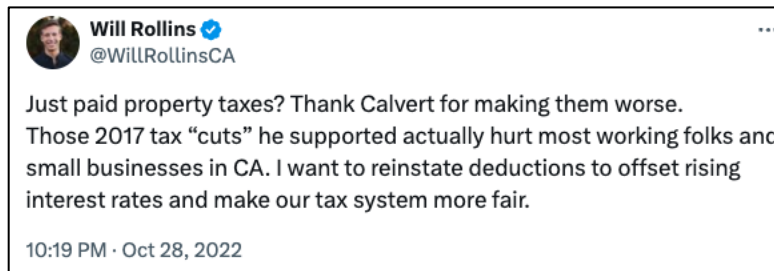 Will Rollins
@WillRollinsCA
Just paid property taxes? Thank Calvert for making them worse.
Those 2017 tax “cuts” he supported actually hurt most working folks and
small businesses in CA. I want to reinstate deductions to offset rising
interest rates and make our tax system more fair.
10:19 PM · Oct 28, 2022